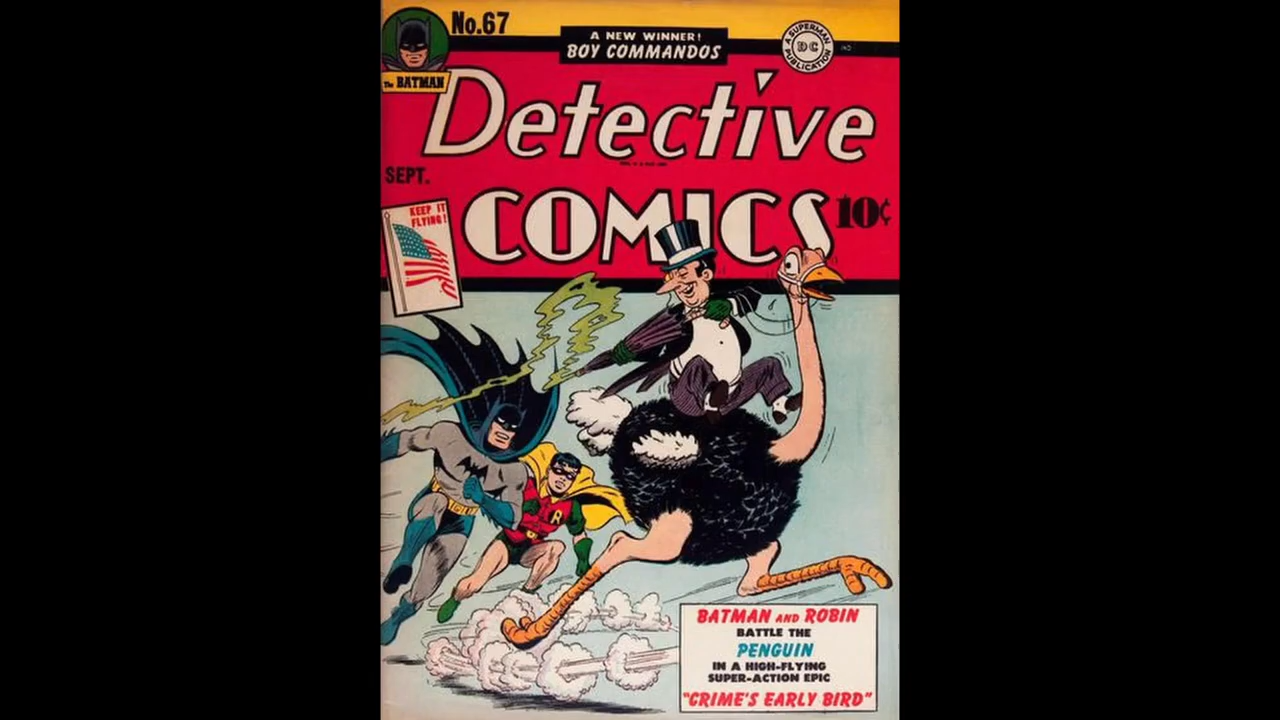 No.67
A NEW WINNER!
BOY COMMANDOS
A SUPERMAN
DC
PUBLICATION
The BATMAN
Detective
SEPT.
COMICS
10¢
KEEP IT
FLYING!
R
BATMAN AND ROBIN
BATTLE THE
PENGUIN
IN A HIGH-FLYING
SUPER-ACTION EPIC
"CRIME'S EARLY BIRD"